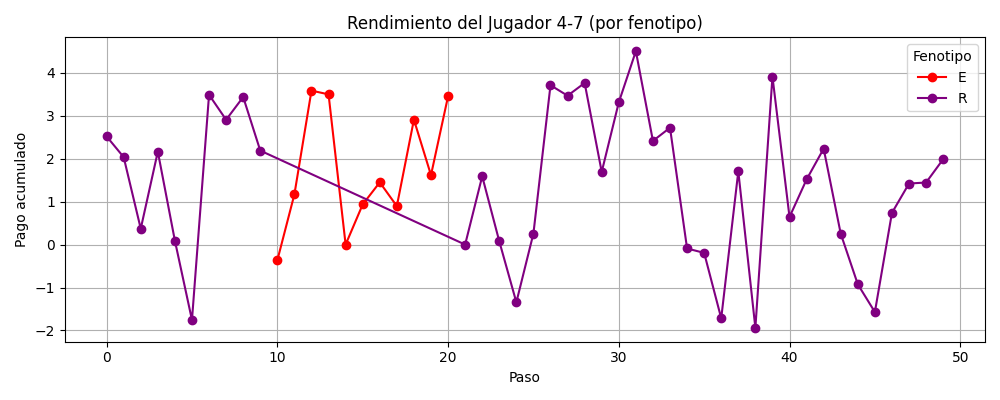 Rendimiento del Jugador 4-7 (por fenotipo)
Pago acumulado
4
3
2
1
0
−1
−2
Fenotipo
E
R
0
10
20
30
40
50
Paso